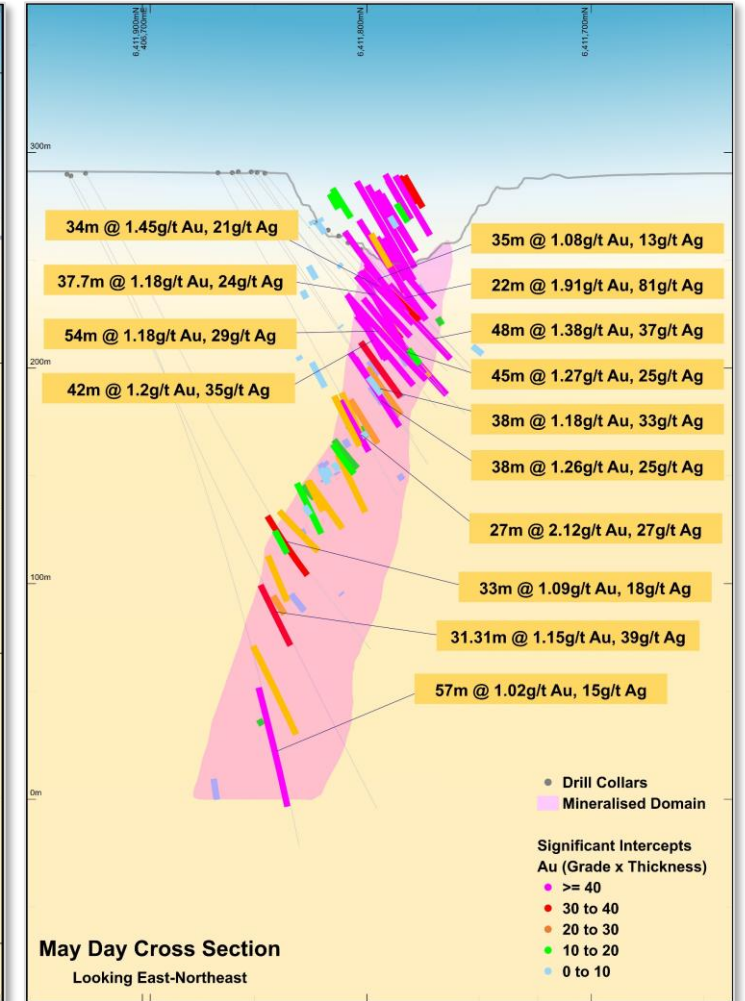 6,411,900mN
406,700mE
6,411,800mN
6,411,700mN
300m
34m @ 1.45g/t Au, 21g/t Ag
35m @ 1.08g/t Au, 13g/t Ag
37.7m @ 1.18g/t Au, 24g/t Ag
22m @ 1.91g/t Au, 81g/t Ag
54m @ 1.18g/t Au, 29g/t Ag
48m @ 1.38g/t Au, 37g/t Ag
200m
42m @ 1.2g/t Au, 35g/t Ag
45m @ 1.27g/t Au, 25g/t Ag
38m @ 1.18g/t Au, 33g/t Ag
38m @ 1.26g/t Au, 25g/t Ag
27m @ 2.12g/t Au, 27g/t Ag
100m
33m @ 1.09g/t Au, 18g/t Ag
31.31m @ 1.15g/t Au, 39g/t Ag
57m @ 1.02g/t Au, 15g/t Ag
0m
Drill Collars
Mineralised Domain
Significant Intercepts
Au (Grade x Thickness)
>= 40
30 to 40
20 to 30
10 to 20
0 to 10
May Day Cross Section
Looking East-Northeast